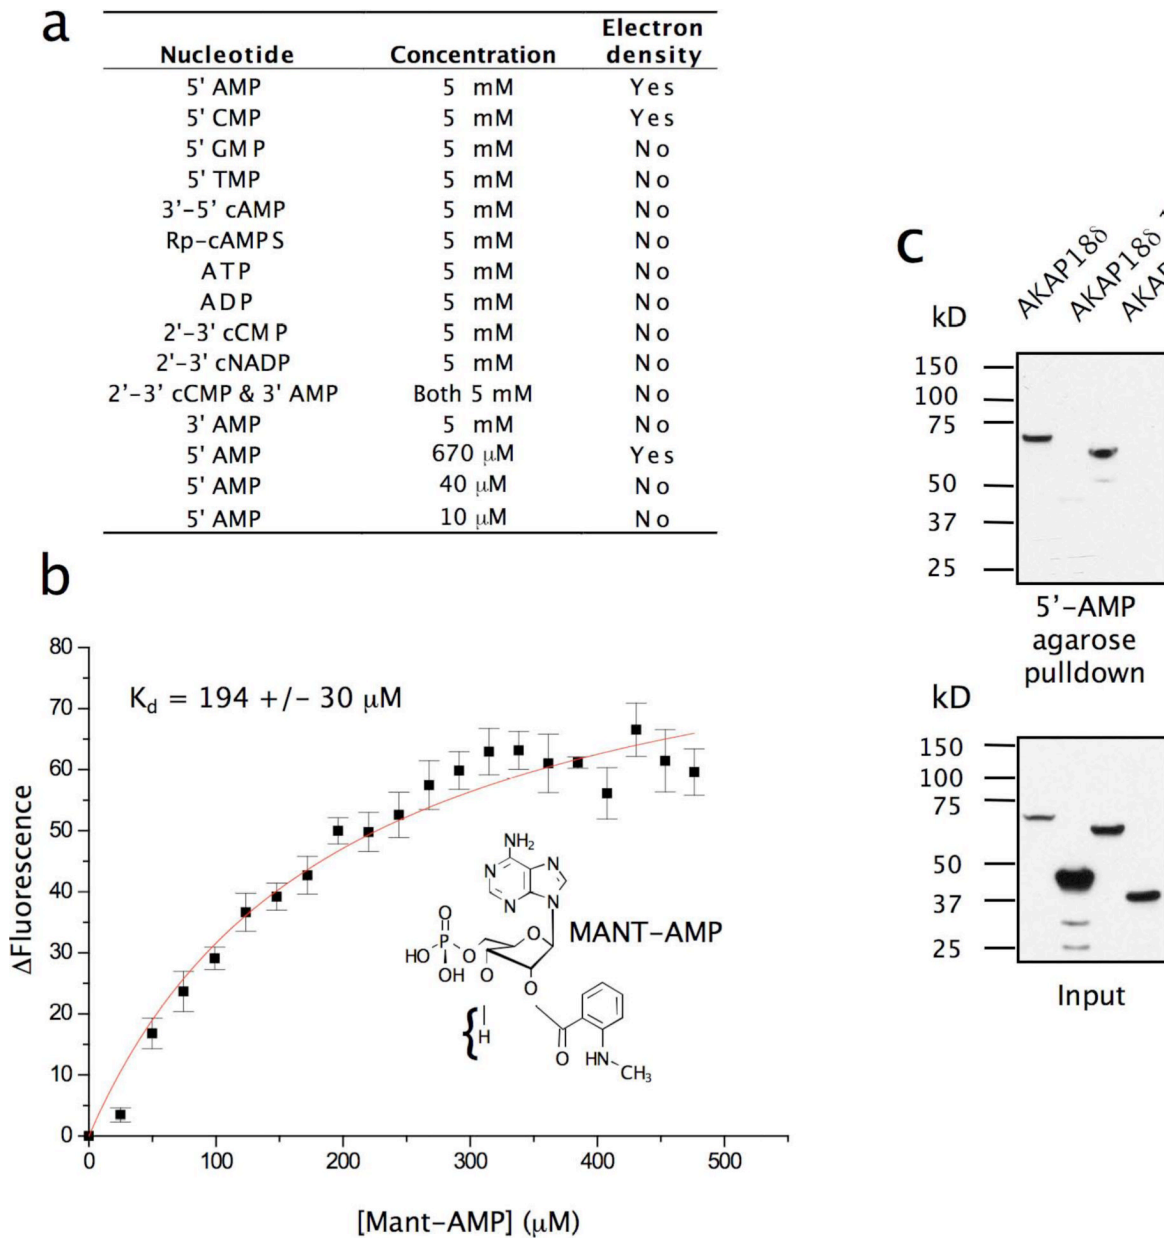 a
Nucleotide Concentration Electron density
5' AMP 5 mM Yes
5' CMP 5 mM Yes
5' GMP 5 mM No
5' TMP 5 mM No
3'-5' cAMP 5 mM No
Rp-cAMPS 5 mM No
ATP 5 mM No
ADP 5 mM No
2'-3' cCMP 5 mM No
2'-3' cNADP 5 mM No
2'-3' cCMP & 3' AMP Both 5 mM No
3' AMP 5 mM No
5' AMP 670 μM Yes
5' AMP 40 μM No
5' AMP 10 μM No
b
80
70
60
50
40
30
20
10
0
ΔFluorescence
Kd = 194 +/- 30 μM
NH2
N
N
N
N
O
P
HO
OH
O
O
O
O
MANT-AMP
{
H
O
HN
CH3
0 100 200 300 400 500
[Mant-AMP] (μM)
c
AKAP18δ
AKAP18δ
kD
150
100
75
50
37
25
5'-AMP
agarose
pulldown
kD
150
100
75
50
37
25
Input